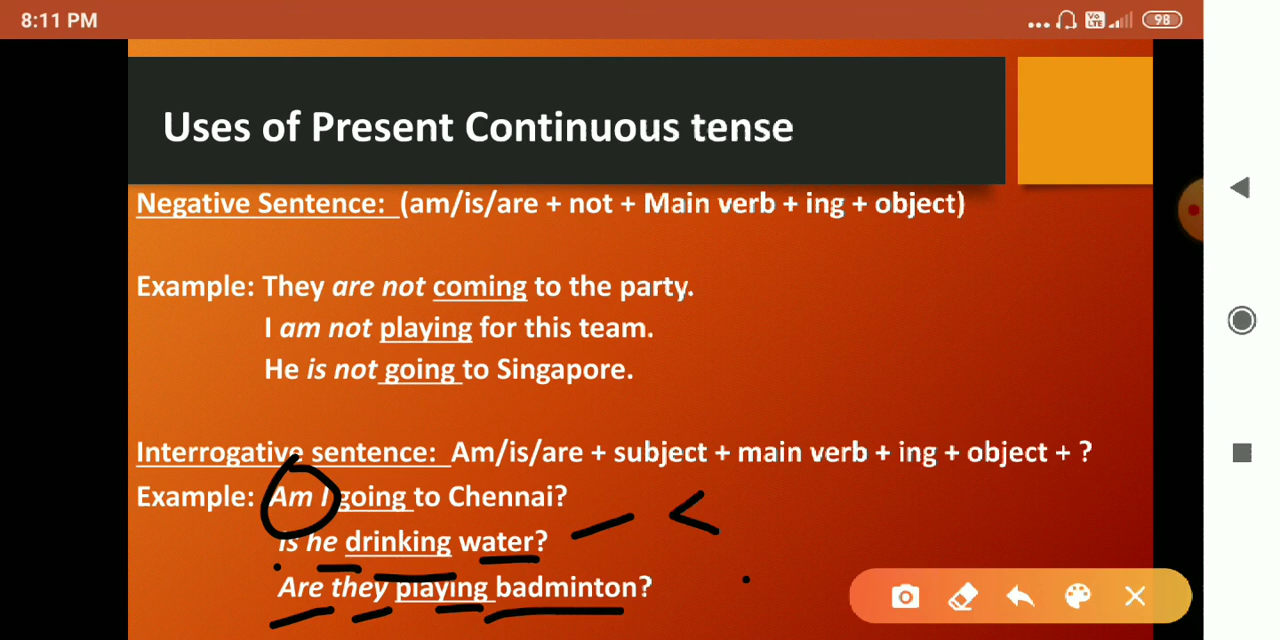 8:11 PM
Vo LTE
98
Uses of Present Continuous tense
Negative Sentence: (am/is/are + not + Main verb + ing + object)
Example: They are not coming to the party.
I am not playing for this team.
He is not going to Singapore.
Interrogative sentence: Am/is/are + subject + main verb + ing + object + ?
Example: Am I going to Chennai?
is he drinking water?
Are they playing badminton?